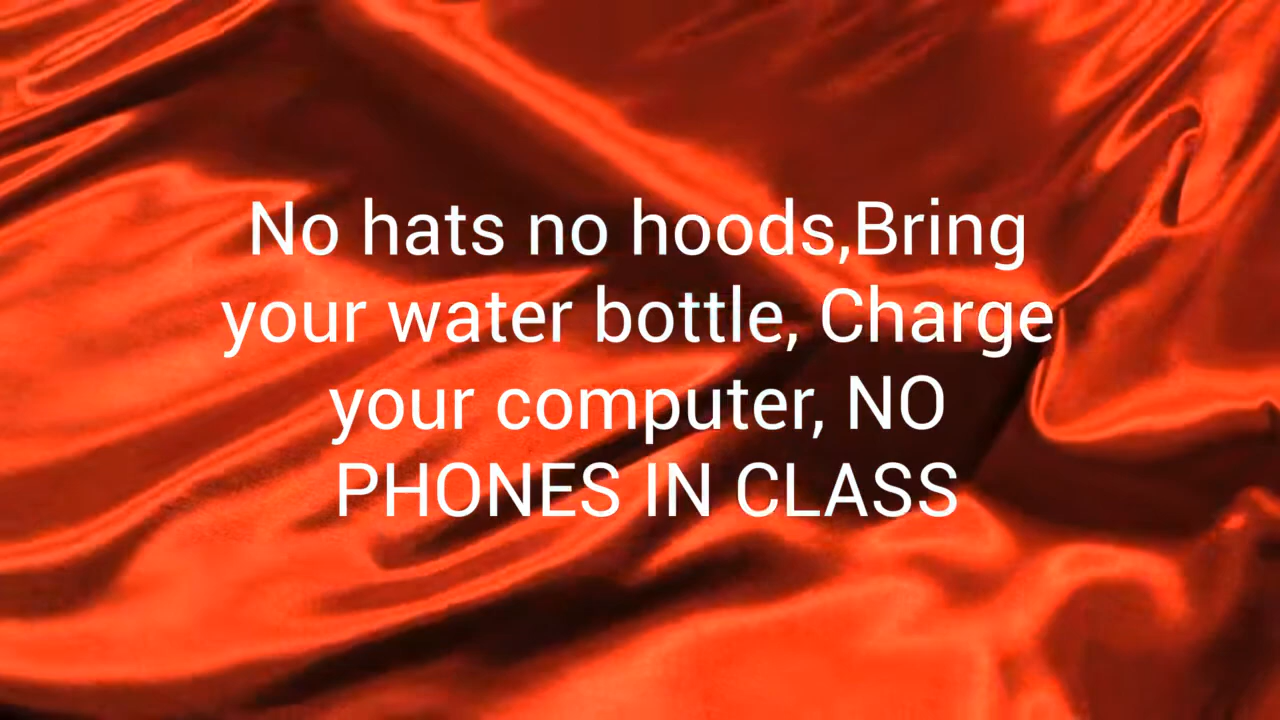 No hats no hoods,Bring
your water bottle, Charge
your computer, NO
PHONES IN CLASS